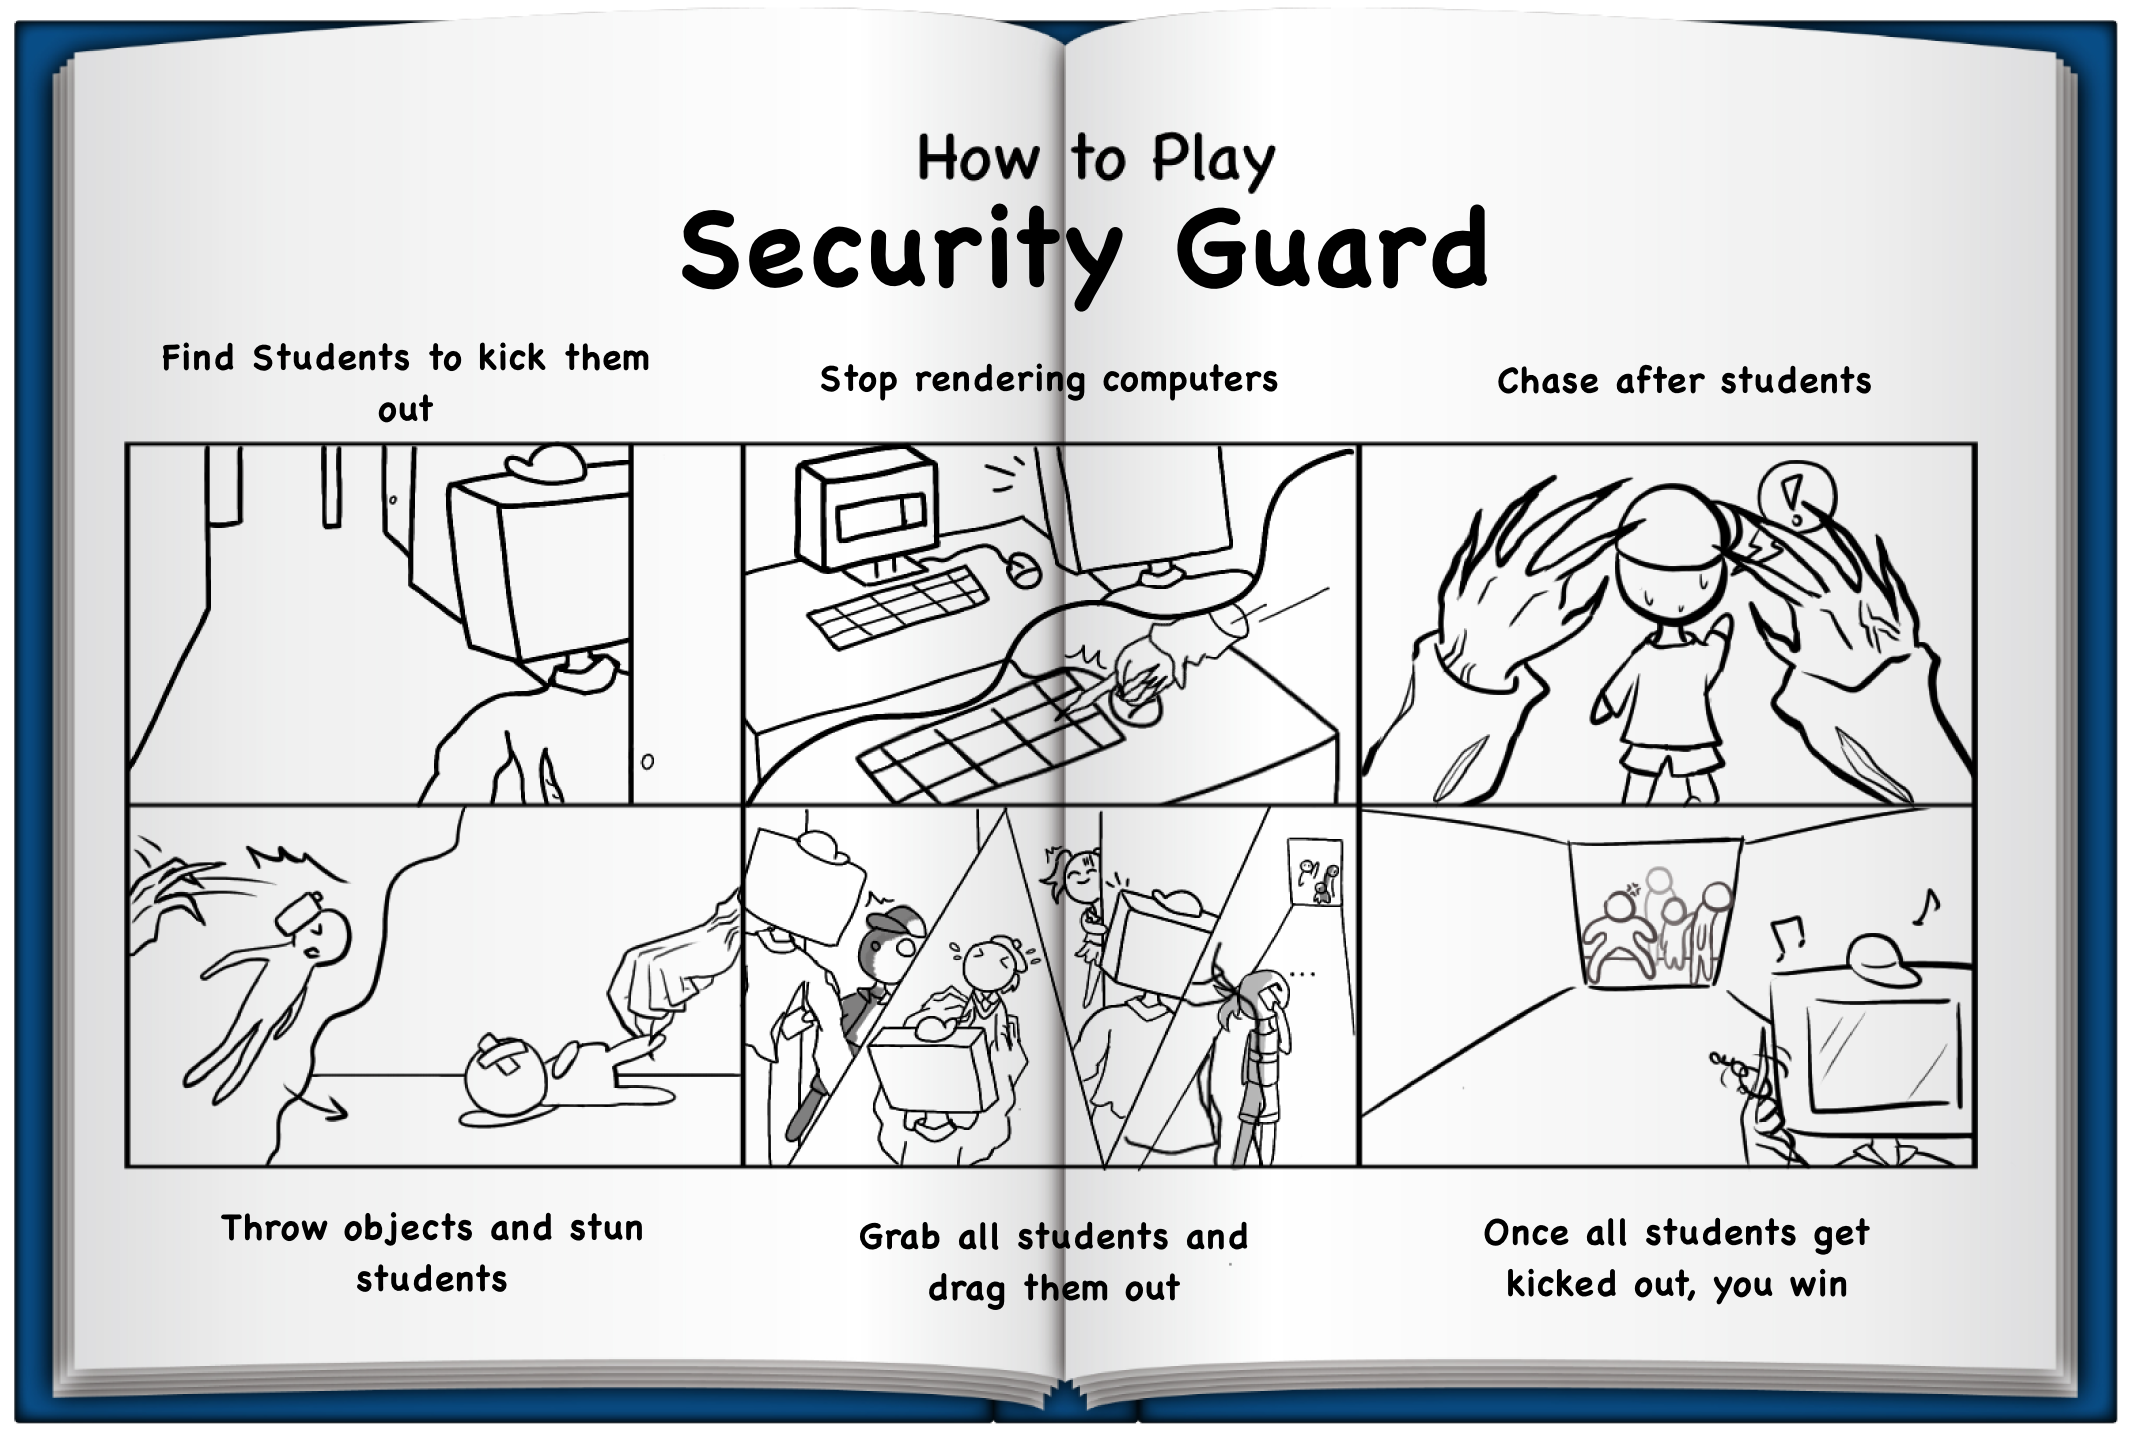 How to Play
Security Guard
Find Students to kick them
out
Stop rendering computers
Chase after students
!
...
Throw objects and stun
students
Grab all students and
drag them out
Once all students get
kicked out, you win